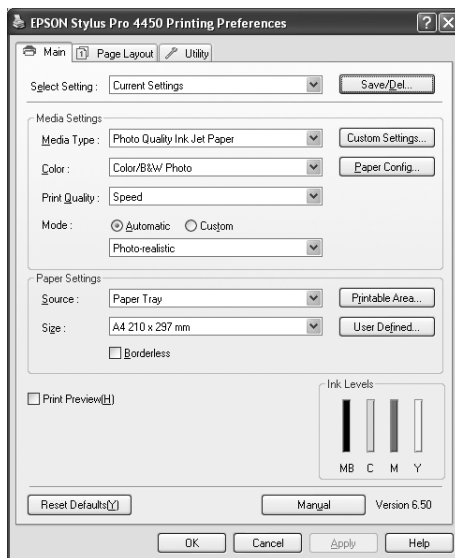 EPSON Stylus Pro 4450 Printing Preferences
Main Page Layout Utility
Select Setting : Current Settings Save/Del...
Media Settings
Media Type : Photo Quality Ink Jet Paper Custom Settings...
Color : Color/B&W Photo Paper Config...
Print Quality : Speed
Mode : Automatic Custom
Photo-realistic
Paper Settings
Source : Paper Tray Printable Area...
Size : A4 210 x 297 mm User Defined...
Borderless
Print Preview(H) Ink Levels
MB C M Y
Reset Defaults(Y) Manual Version 6.50
OK Cancel Apply Help